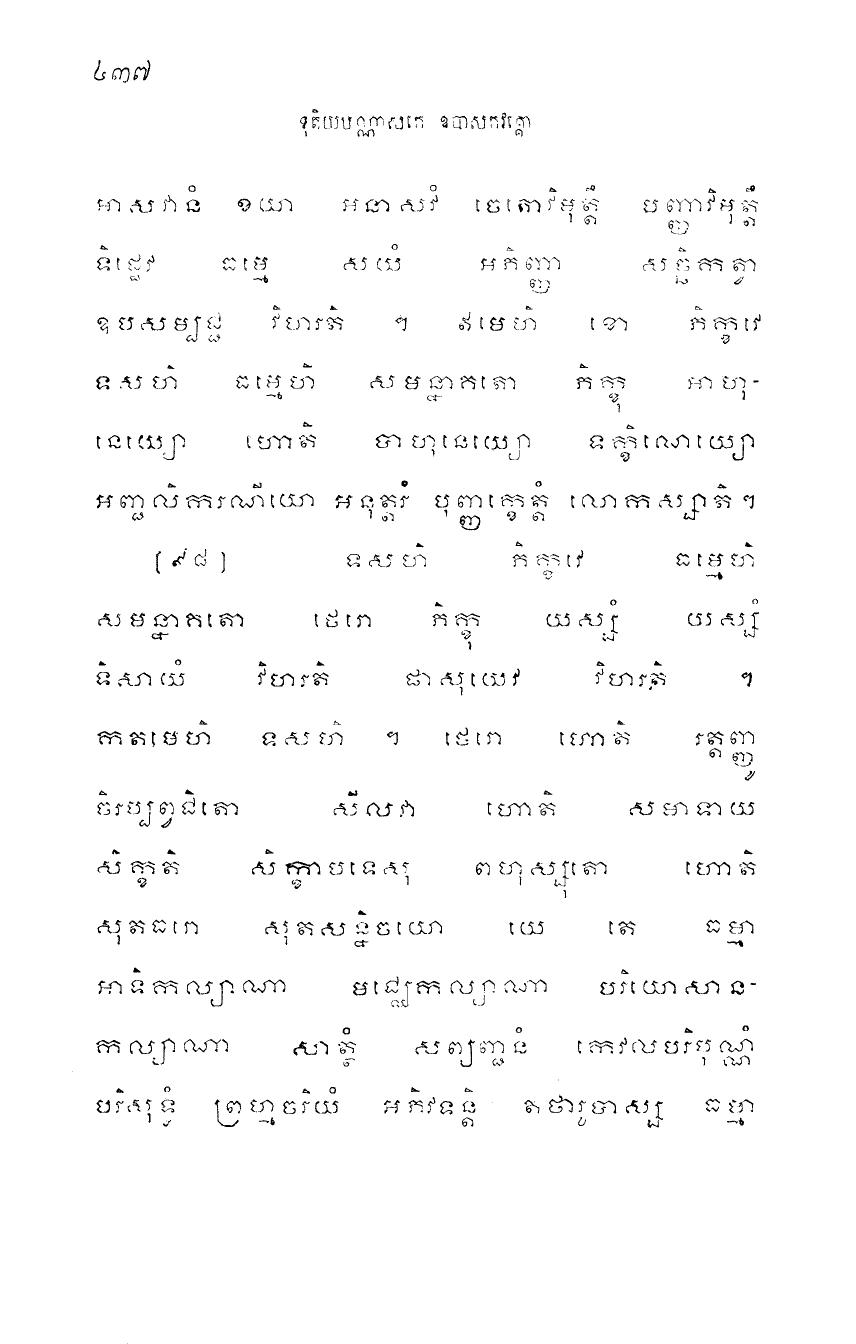 ៤៣៧
ទុតិយបណ្ណាសកេ ឧបាសកវគ្គោ
អាសវានំ ខយា អនាសវំ ចេតោវិមុត្តឹ បញ្ញាវិមុត្តឹ
ទិដ្ឋេវ ធម្មេ សយំ អភិញ្ញា សច្ឆិកត្វា
ឧបសម្បជ្ជ វិហរតិ ។ ឥមេហិ ខោ ភិក្ខវេ
ទសហិ ធម្មេហិ សមន្នាគតោ ភិក្ខុ អាហុ-
នេយ្យោ ហោតិ បាហុនេយ្យោ ទក្ខិណេយ្យោ
អញ្ជលិករណីយោ អនុត្តរំ បុញ្ញក្ខេត្តំ លោកស្សាតិ។
[៩៨] ទសហិ ភិក្ខវេ ធម្មេហិ
សមន្នាគតោ ថេរោ ភិក្ខុ យស្សំ យស្សំ
ទិសាយំ វិហរតិ ផាសុយេវ វិហរតិ ។
កតមេហិ ទសហិ ។ ថេរោ ហោតិ រត្តញ្ញូ
ចិរប្បព្វជិតោ សីលវា ហោតិ សមាទាយ
សិក្ខតិ សិក្ខាបទេសុ ពហុស្សុតោ ហោតិ
សុតធរោ សុតសន្និចយោ យេ តេ ធម្មា
អាទិកល្យាណា មជ្ឈេកល្យាណា បរិយោសាន-
កល្យាណា សាត្ថំ សព្យញ្ជនំ កេវលបរិបុណ្ណំ
បរិសុទ្ធំ ព្រហ្មចរិយំ អភិវទន្តិ តថារូបាស្ស ធម្មា